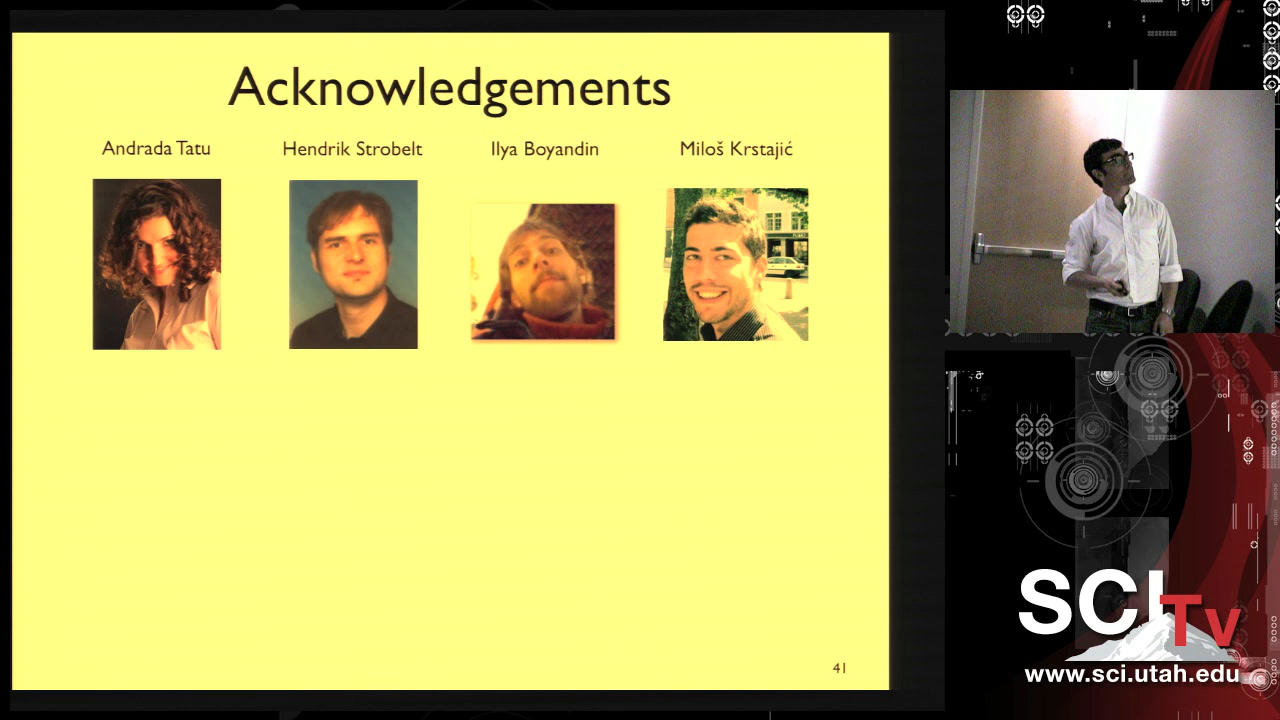 Acknowledgements
Andrada Tatu
Hendrik Strobelt
Ilya Boyandin
Miloš Krstajić
41
SCI TV
www.sci.utah.edu